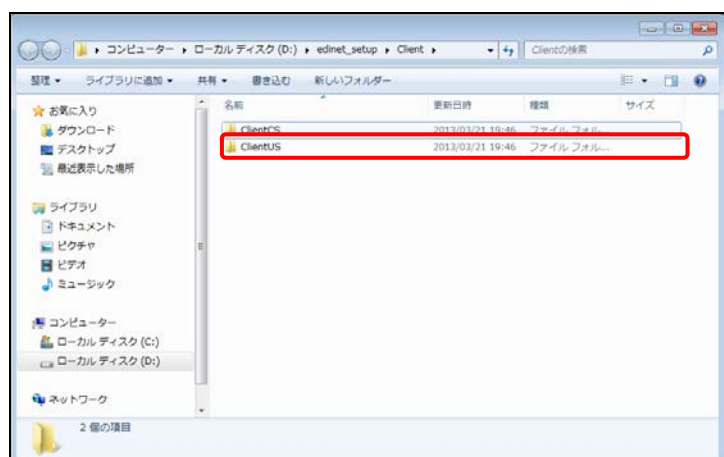 コンピューター ▸ ローカル ディスク (D:) ▸ edinet_setup ▸ Client ▸
Clientの検索
整理 ライブラリに追加 共有 書き込む 新しいフォルダー
名前 更新日時 種類 サイズ
ClientCS 2013/03/21 19:46 ファイル フォル...
ClientUS 2013/03/21 19:46 ファイル フォル...
お気に入り
ダウンロード
デスクトップ
最近表示した場所
ライブラリ
ドキュメント
ピクチャ
ビデオ
ミュージック
コンピューター
ローカル ディスク (C:)
ローカル ディスク (D:)
ネットワーク
2 個の項目